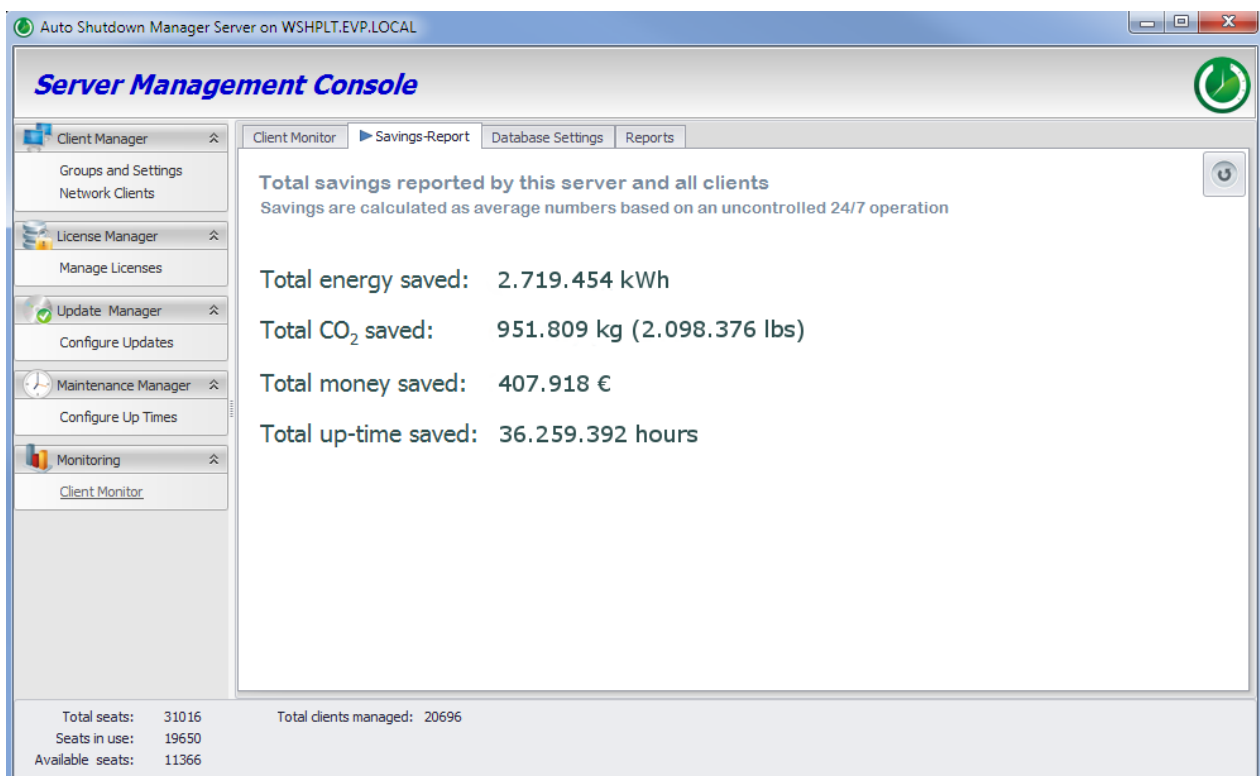 Auto Shutdown Manager Server on WSHPLT.EVP.LOCAL
Server Management Console
Client Manager
Groups and Settings
Network Clients
License Manager
Manage Licenses
Update Manager
Configure Updates
Maintenance Manager
Configure Up Times
Monitoring
Client Monitor
Client Monitor Savings-Report Database Settings Reports
Total savings reported by this server and all clients
Savings are calculated as average numbers based on an uncontrolled 24/7 operation
Total energy saved: 2.719.454 kWh
Total CO₂ saved: 951.809 kg (2.098.376 lbs)
Total money saved: 407.918 €
Total up-time saved: 36.259.392 hours
Total seats: 31016 Total clients managed: 20696
Seats in use: 19650
Available seats: 11366